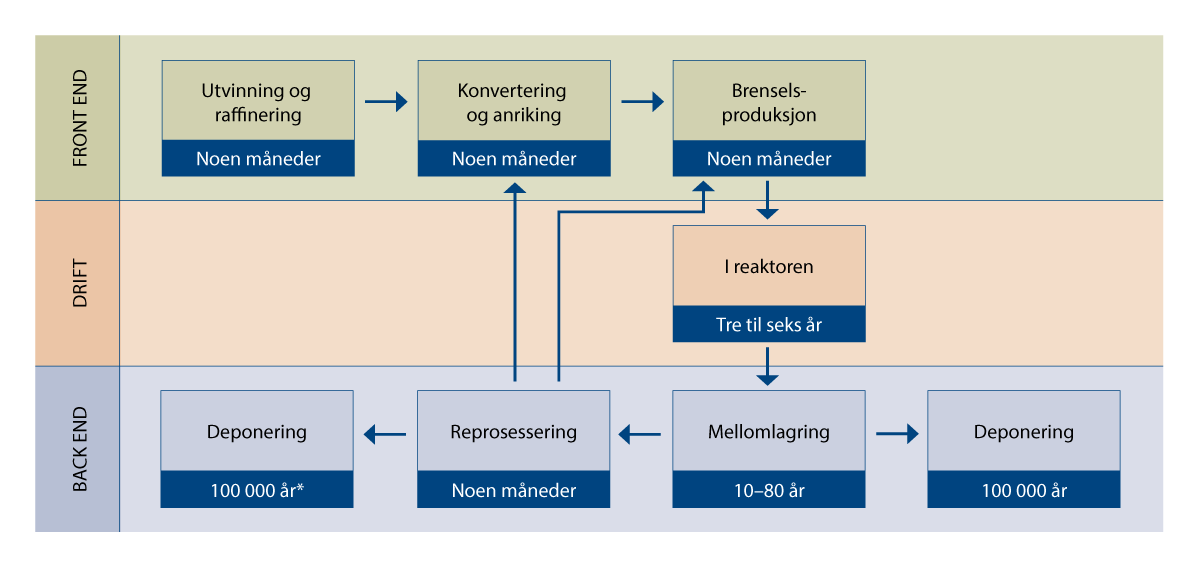 FRONT END
Utvinning og
raffinering
Noen måneder
Konvertering
og anriking
Noen måneder
Brensels-
produksjon
Noen måneder
DRIFT
I reaktoren
Tre til seks år
BACK END
Deponering
100 000 år*
Reprosessering
Noen måneder
Mellomlagring
10–80 år
Deponering
100 000 år